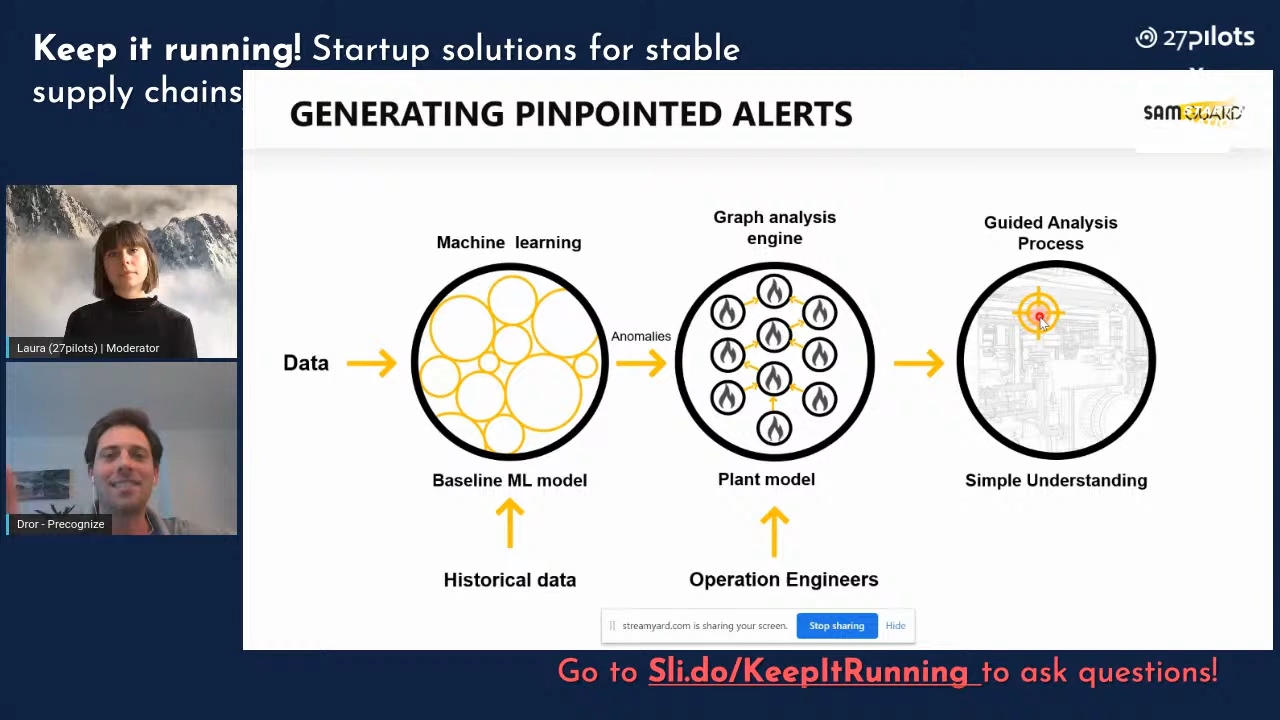 Keep it running! Startup solutions for stable
supply chains
27pilots
GENERATING PINPOINTED ALERTS
SAM GUARD
Graph analysis
engine
Guided Analysis
Process
Machine learning
Anomalies
Data
Laura (27pilots) | Moderator
Baseline ML model
Plant model
Simple Understanding
Dror - Precognize
Historical data
Operation Engineers
streamyard.com is sharing your screen.
Stop sharing
Hide
Go to Sli.do/KeepItRunning to ask questions!